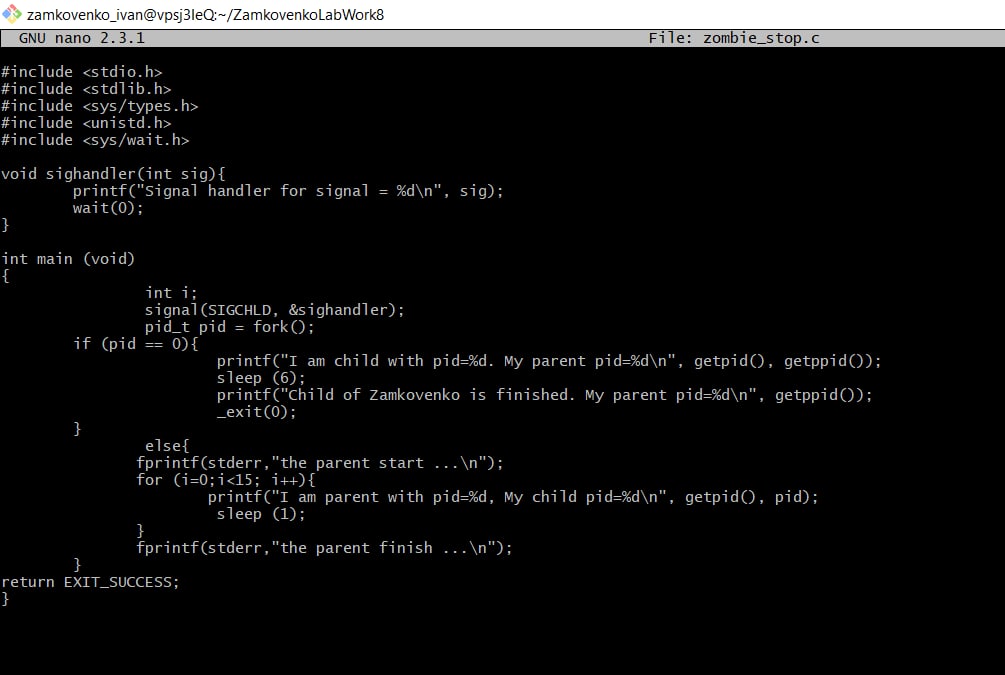 zamkovenko_ivan@vpsj3IeQ:~/ZamkovenkoLabWork8
GNU nano 2.3.1 File: zombie_stop.c
#include <stdio.h>
#include <stdlib.h>
#include <sys/types.h>
#include <unistd.h>
#include <sys/wait.h>
void sighandler(int sig){
printf("Signal handler for signal = %d\n", sig);
wait(0);
}
int main (void)
{
int i;
signal(SIGCHLD, &sighandler);
pid_t pid = fork();
if (pid == 0){
printf("I am child with pid=%d. My parent pid=%d\n", getpid(), getppid());
sleep (6);
printf("Child of Zamkovenko is finished. My parent pid=%d\n", getppid());
_exit(0);
}
else{
fprintf(stderr,"the parent start ...\n");
for (i=0;i<15; i++){
printf("I am parent with pid=%d, My child pid=%d\n", getpid(), pid);
sleep (1);
}
fprintf(stderr,"the parent finish ...\n");
}
return EXIT_SUCCESS;
}